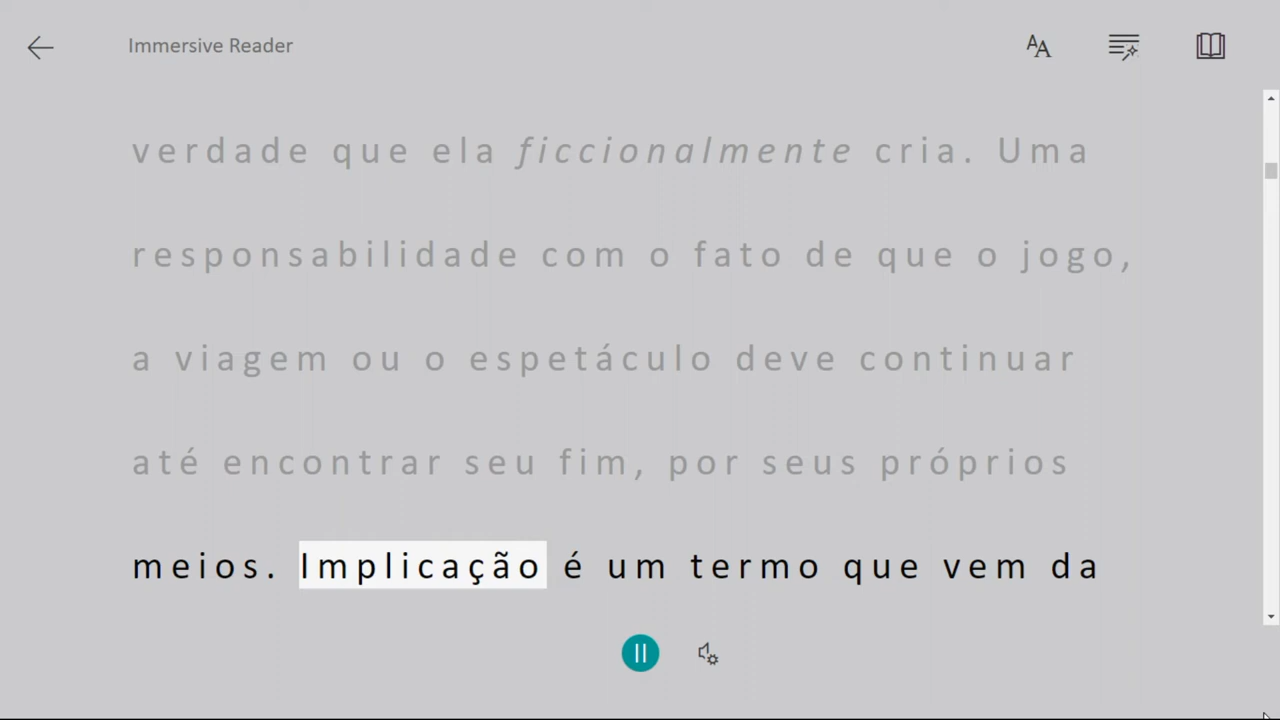 Immersive Reader
verdade que ela ficcionalmente cria. Uma
responsabilidade com o fato de que o jogo,
a viagem ou o espetáculo deve continuar
até encontrar seu fim, por seus próprios
meios. Implicação é um termo que vem da